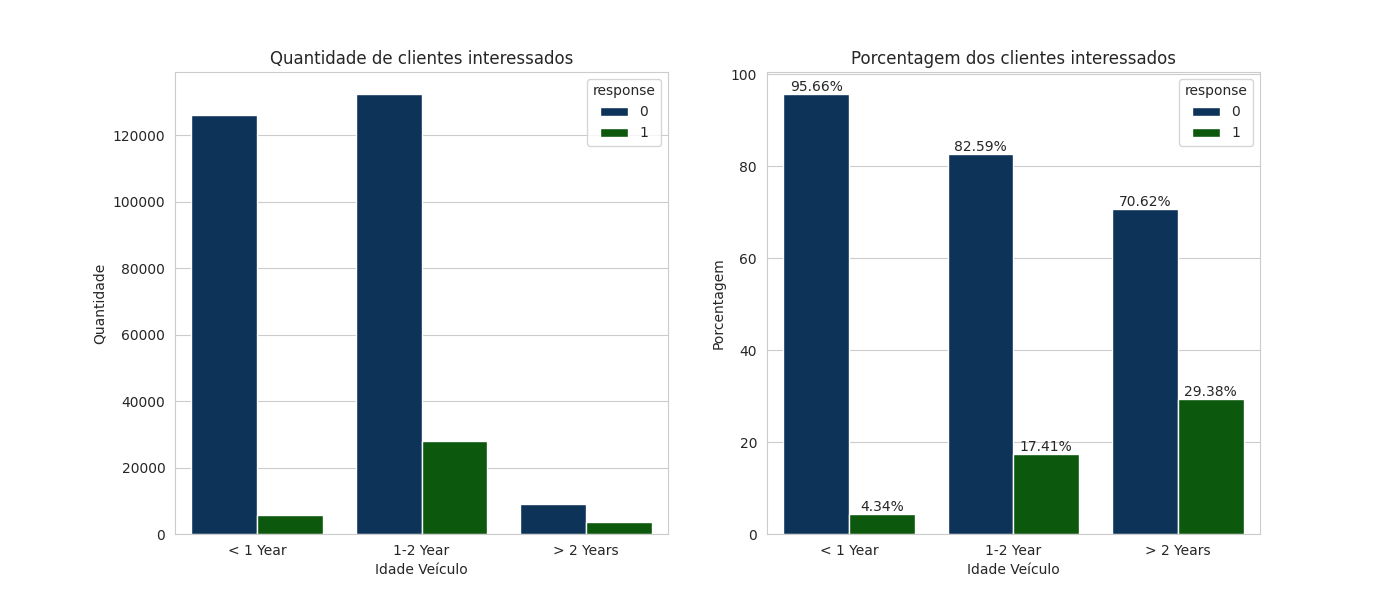 Quantidade de clientes interessados
response
0
1
120000
100000
80000
60000
40000
20000
0
Quantidade
< 1 Year
1-2 Year
> 2 Years
Idade Veículo
Porcentagem dos clientes interessados
response
0
1
100
80
60
40
20
0
Porcentagem
95.66%
82.59%
70.62%
4.34%
17.41%
29.38%
< 1 Year
1-2 Year
> 2 Years
Idade Veículo